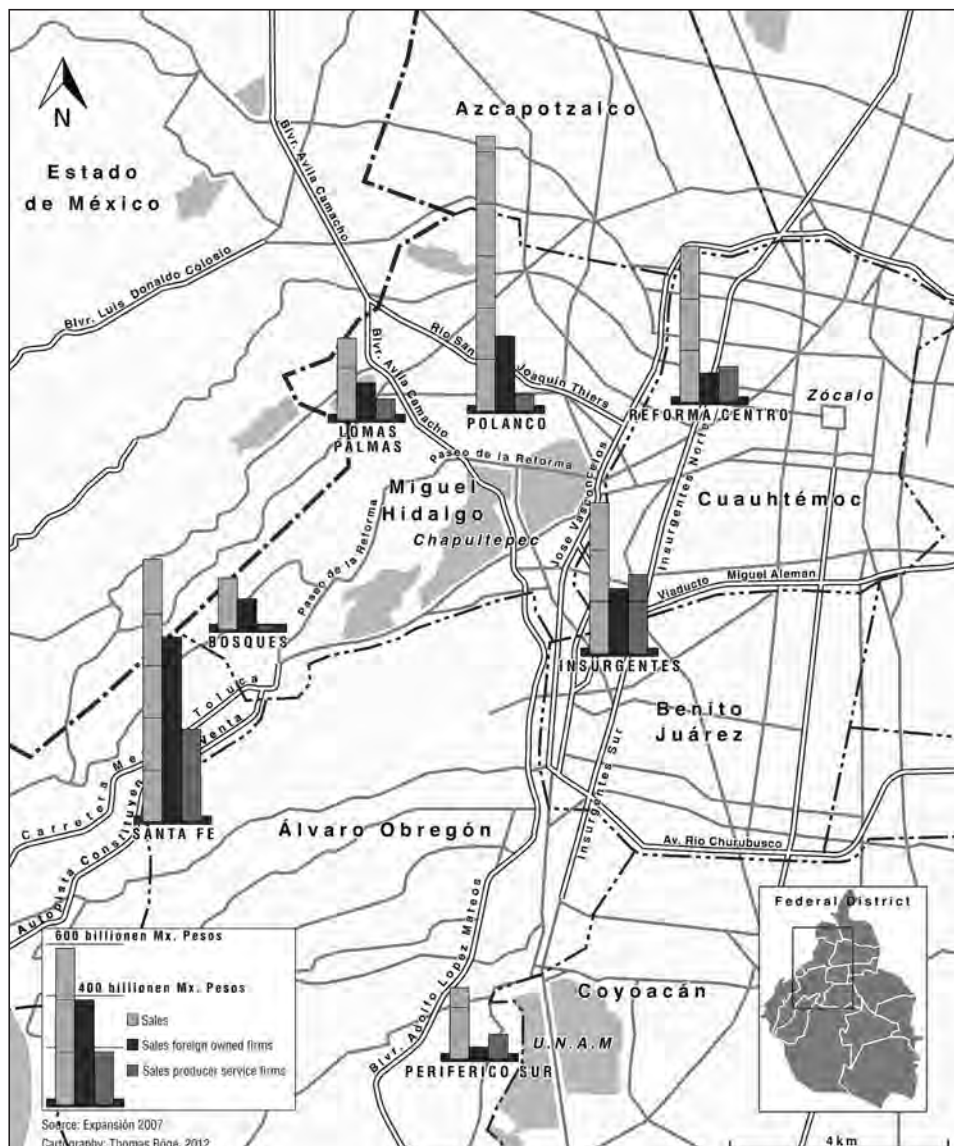 N
Azcapotzaico
Estado
de México
Blvr. Avila Camacho
Blvr. Luis Donaldo Colosio
Blvr. Avila Camacho
Rio San
Joaquin Thiers
LOMAS
PALMAS
POLANCO
REFORMA/CENTRO
Zócalo
Paseo de la Reforma
Miguel
Hidalgo
Chapultepec
Jose Vasconcelos
Insurgentes Norte
Cuauhtémoc
Paseo de la Reforma
Viaducto
Miguel Aleman
BOSQUES
INSURGENTES
Toluca
Venta
Benito
Juárez
Carretera Me
Autopista Constituyen
SANTA FE
Álvaro Obregón
Insurgentes Sur
Av. Rio Churubusco
Federal District
600 billionen Mx. Pesos
400 billionen Mx. Pesos
Sales
Sales foreign owned firms
Sales producer service firms
Blvr. Adolfo Lopez Mateos
Coyoacán
U.N.A.M
PERIFERICO SUR
Source: Expansión 2007
Cartography: Thomas Böge, 2012
4 km